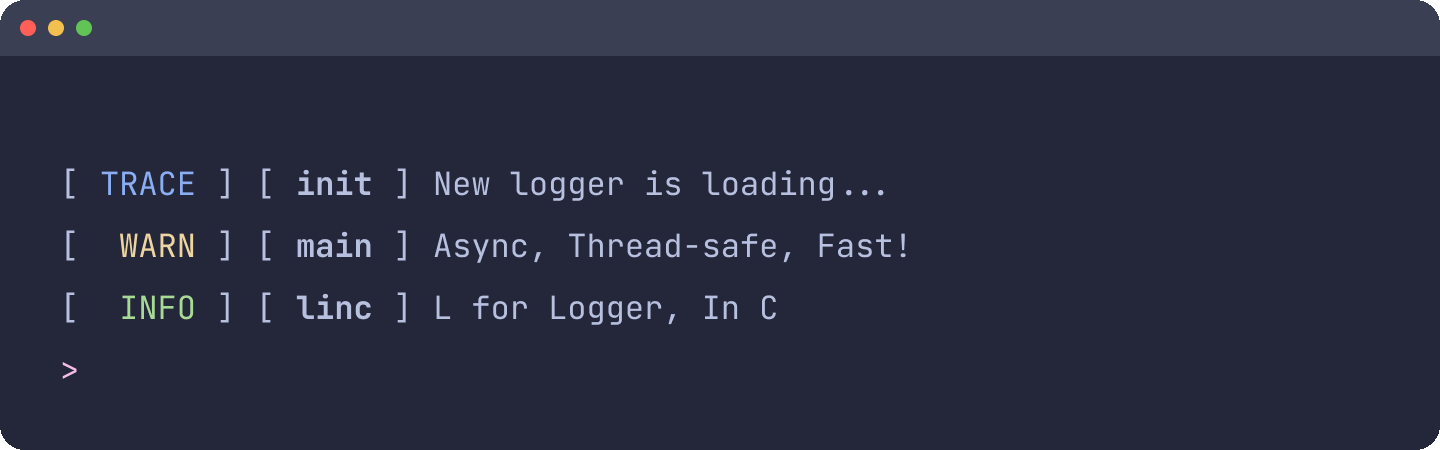 [ TRACE ] [ init ] New logger is loading...
[  WARN ] [ main ] Async, Thread-safe, Fast!
[  INFO ] [ linc ] L for Logger, In C
>